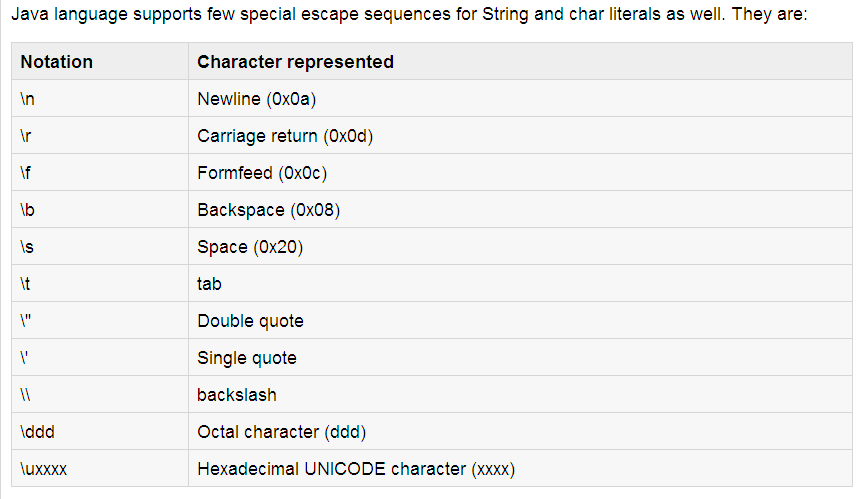 Java language supports few special escape sequences for String and char literals as well. They are:
Notation Character represented
\n Newline (0x0a)
\r Carriage return (0x0d)
\f Formfeed (0x0c)
\b Backspace (0x08)
\s Space (0x20)
\t tab
\" Double quote
\' Single quote
\\ backslash
\ddd Octal character (ddd)
\uxxxx Hexadecimal UNICODE character (xxxx)